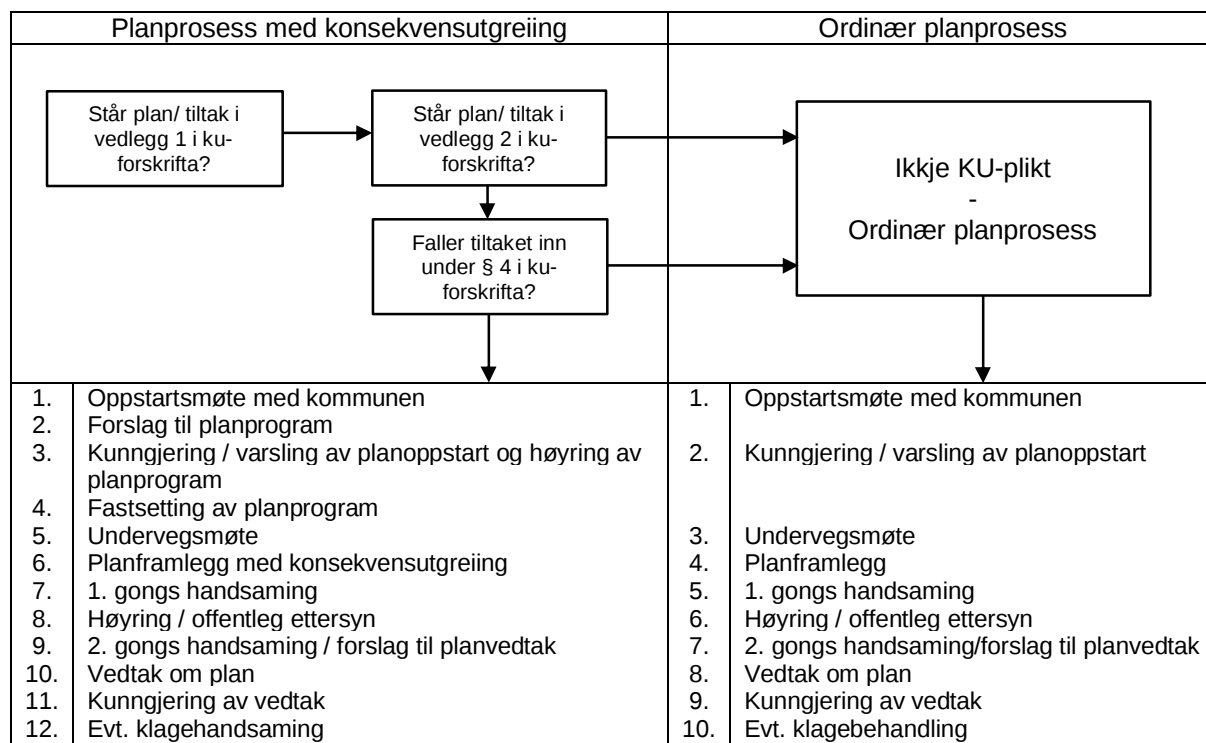 Planprosess med konsekvensutgreiing
Ordinær planprosess
Står plan/ tiltak i
vedlegg 1 i ku-
forskrifta?
Står plan/ tiltak i
vedlegg 2 i ku-
forskrifta?
Faller tiltaket inn
under § 4 i ku-
forskrifta?
Ikkje KU-plikt
-
Ordinær planprosess
1. Oppstartsmøte med kommunen
2. Forslag til planprogram
3. Kunngjering / varsling av planoppstart og høyring av
planprogram
4. Fastsetting av planprogram
5. Undervegsmøte
6. Planframlegg med konsekvensutgreiing
7. 1. gongs handsaming
8. Høyring / offentleg ettersyn
9. 2. gongs handsaming / forslag til planvedtak
10. Vedtak om plan
11. Kunngjering av vedtak
12. Evt. klagehandsaming
1. Oppstartsmøte med kommunen
2. Kunngjering / varsling av planoppstart
3. Undervegsmøte
4. Planframlegg
5. 1. gongs handsaming
6. Høyring / offentleg ettersyn
7. 2. gongs handsaming/forslag til planvedtak
8. Vedtak om plan
9. Kunngjering av vedtak
10. Evt. klagebehandling